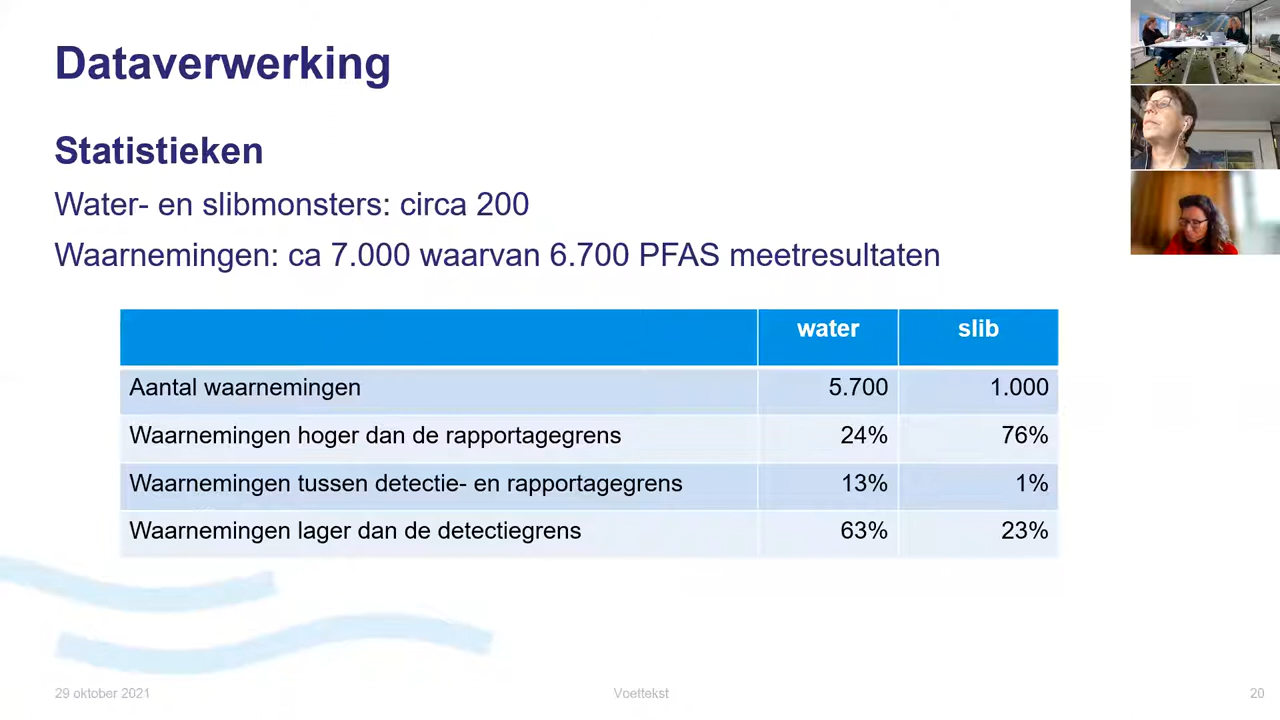 Dataverwerking
Statistieken
Water- en slibmonsters: circa 200
Waarnemingen: ca 7.000 waarvan 6.700 PFAS meetresultaten
water slib
Aantal waarnemingen 5.700 1.000
Waarnemingen hoger dan de rapportagegrens 24% 76%
Waarnemingen tussen detectie- en rapportagegrens 13% 1%
Waarnemingen lager dan de detectiegrens 63% 23%
29 oktober 2021 Voettekst 20